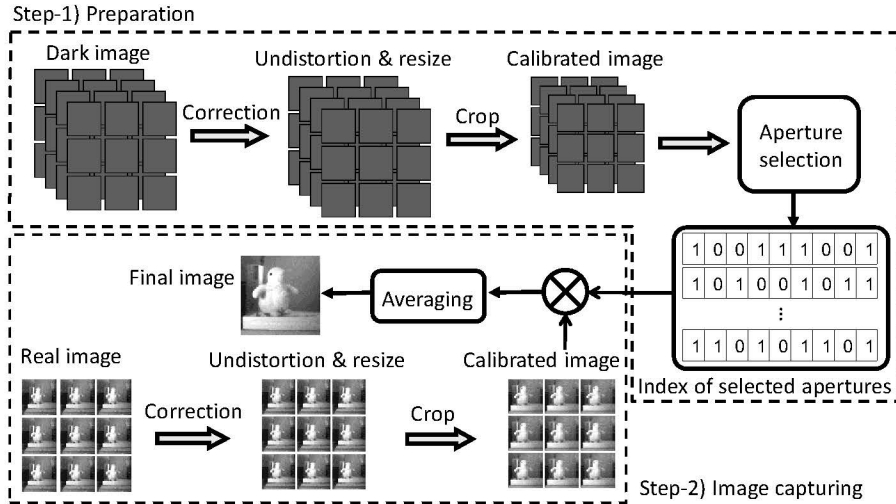 Step-1) Preparation
Dark image
Undistortion & resize
Calibrated image
Correction
Crop
Aperture
selection
1 0 0 1 1 1 0 0 1
1 0 1 0 0 1 0 1 1
⋮
1 1 0 1 0 1 1 0 1
Index of selected apertures
Final image
Averaging
Real image
Undistortion & resize
Calibrated image
Correction
Crop
Step-2) Image capturing